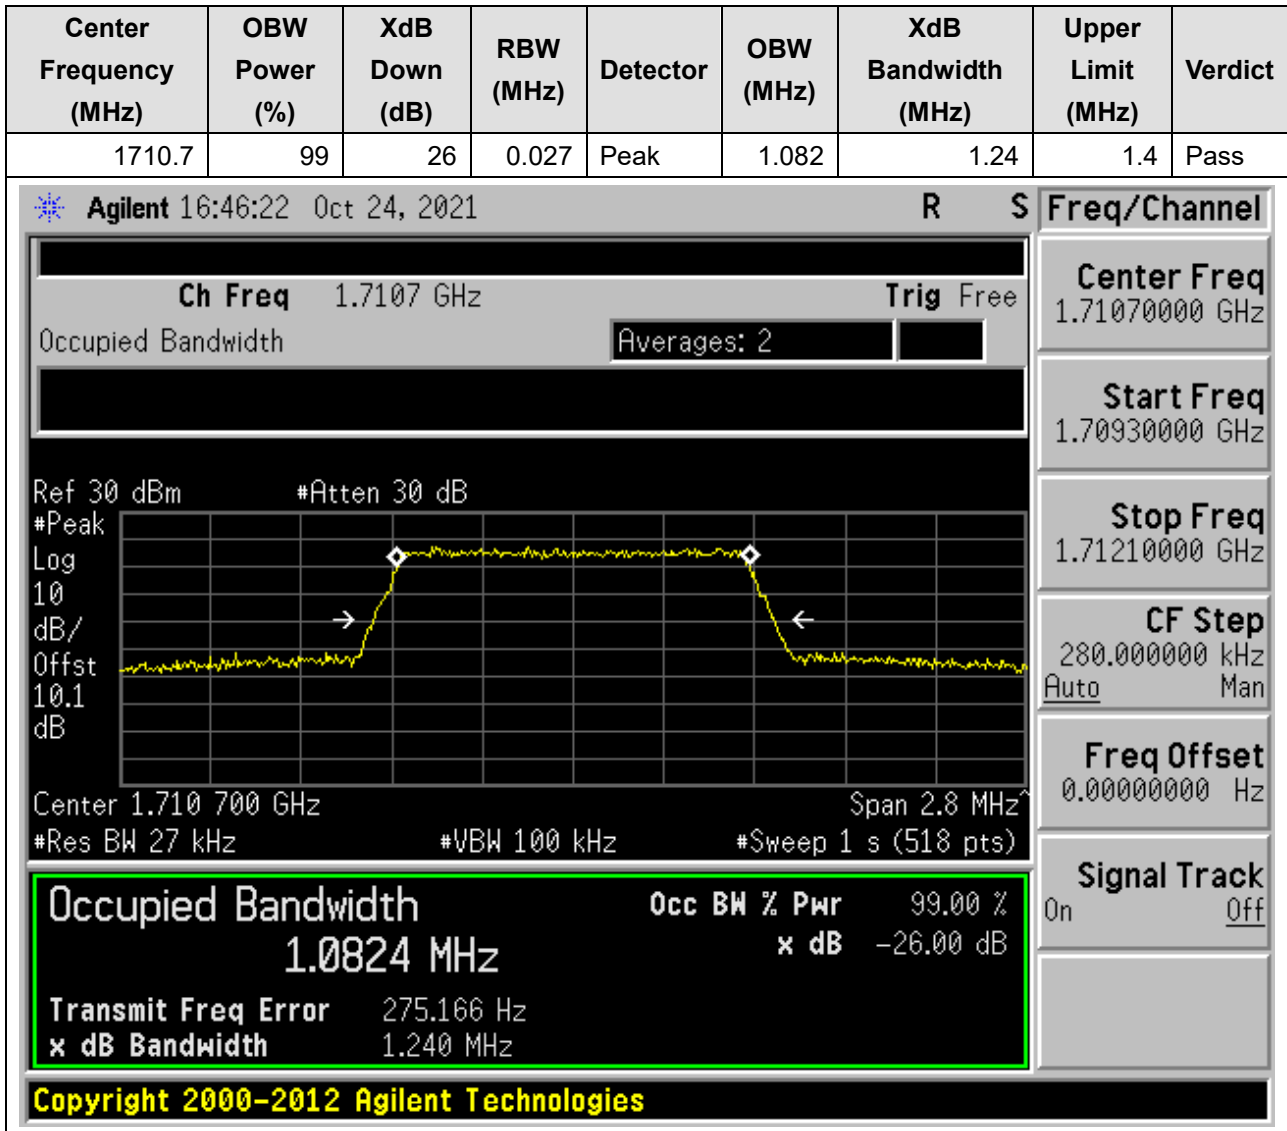 Center Frequency (MHz) OBW Power (%) XdB Down (dB) RBW (MHz) Detector OBW (MHz) XdB Bandwidth (MHz) Upper Limit (MHz) Verdict
1710.7 99 26 0.027 Peak 1.082 1.24 1.4 Pass
Agilent 16:46:22 Oct 24, 2021 R S
Ch Freq 1.7107 GHz Trig Free
Occupied Bandwidth Averages: 2
Ref 30 dBm #Atten 30 dB
#Peak
Log
10
dB/
Offst
10.1
dB
Center 1.710 700 GHz Span 2.8 MHz^
#Res BW 27 kHz #VBW 100 kHz #Sweep 1 s (518 pts)
Occupied Bandwidth Occ BW % Pwr 99.00 %
1.0824 MHz x dB -26.00 dB
Transmit Freq Error 275.166 Hz
x dB Bandwidth 1.240 MHz
Freq/Channel
Center Freq
1.71070000 GHz
Start Freq
1.70930000 GHz
Stop Freq
1.71210000 GHz
CF Step
280.000000 kHz
Auto Man
Freq Offset
0.00000000 Hz
Signal Track
On Off
Copyright 2000-2012 Agilent Technologies